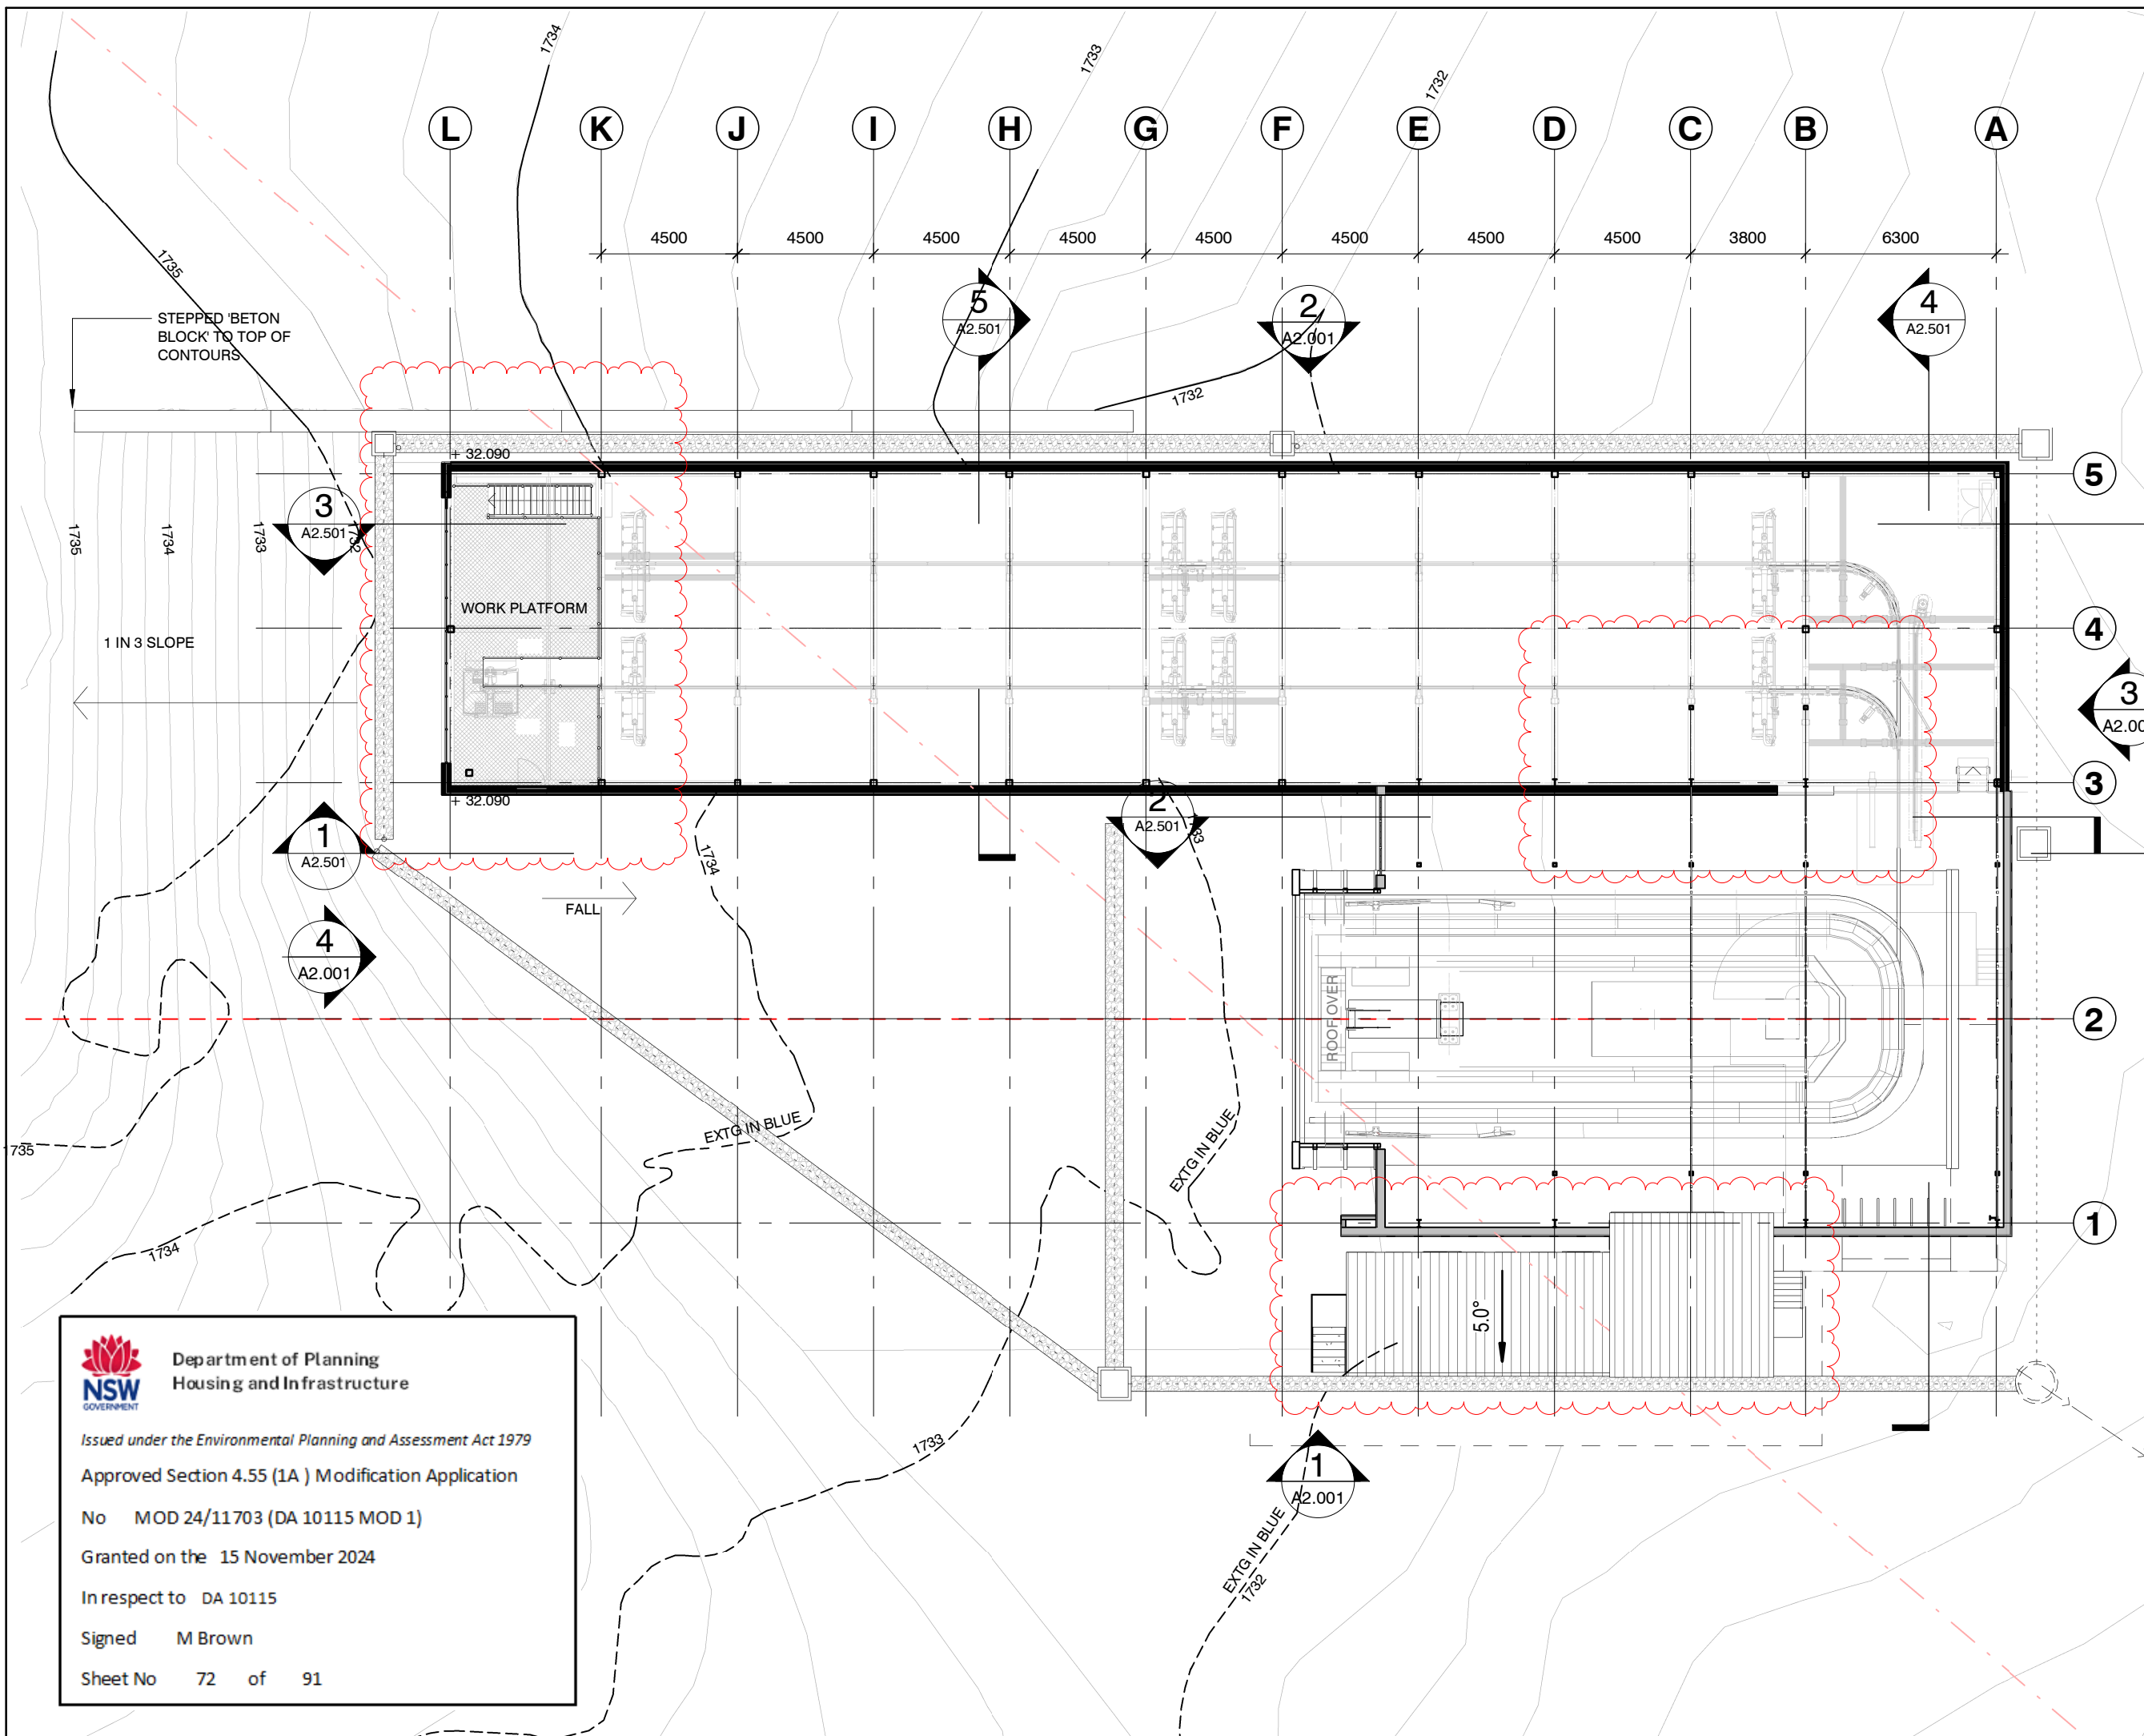 1734
1733
1732
L
K
J
I
H
G
F
E
D
C
B
A
4500
4500
4500
4500
4500
4500
4500
4500
3800
6300
1735
STEPPED 'BETON
BLOCK' TO TOP OF
CONTOURS
5
A2.501
2
A2.001
4
A2.501
1732
+ 32.090
5
3
A2.501
1735
1734
1733
1732
WORK PLATFORM
4
1 IN 3 SLOPE
3
A2.00
3
+ 32.090
2
A2.501
1733
1
A2.501
1734
FALL
4
A2.001
ROOF OVER
2
EXTG IN BLUE
EXTG IN BLUE
1735
1
1734
5.0°
1733
1
A2.001
EXTG IN BLUE
1732
NSW
GOVERNMENT
Department of Planning
Housing and Infrastructure
Issued under the Environmental Planning and Assessment Act 1979
Approved Section 4.55 (1A ) Modification Application
No MOD 24/11703 (DA 10115 MOD 1)
Granted on the 15 November 2024
In respect to DA 10115
Signed M Brown
Sheet No 72 of 91